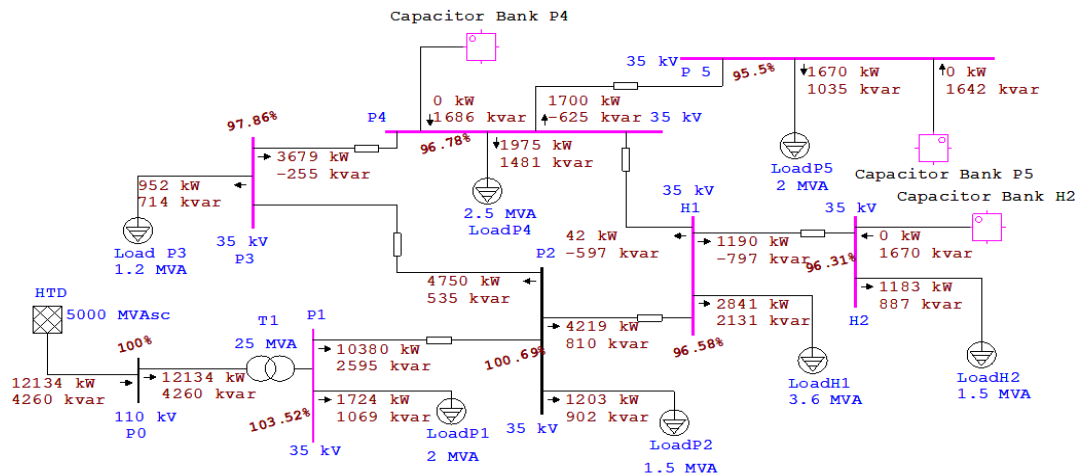 Capacitor Bank P4
35 kV
P 5
95.5%
1670 kW
1035 kvar
0 kW
1642 kvar
0 kW
1686 kvar
1700 kW
-625 kvar
35 kV
P4
96.78%
1975 kW
1481 kvar
97.86%
3679 kW
-255 kvar
LoadP5
2 MVA
Capacitor Bank P5
952 kW
714 kvar
2.5 MVA
LoadP4
35 kV
H1
Capacitor Bank H2
35 kV
Load P3
1.2 MVA
35 kV
P3
42 kW
-597 kvar
1190 kW
-797 kvar
0 kW
1670 kvar
96.31%
P2
4750 kW
535 kvar
1183 kW
887 kvar
HTD
5000 MVAsc
T1
25 MVA
P1
2841 kW
2131 kvar
H2
100%
10380 kW
2595 kvar
4219 kW
810 kvar
100.69%
96.58%
12134 kW
4260 kvar
12134 kW
4260 kvar
LoadH1
3.6 MVA
LoadH2
1.5 MVA
110 kV
P0
103.52%
1724 kW
1069 kvar
1203 kW
902 kvar
35 kV
LoadP1
2 MVA
35 kV
LoadP2
1.5 MVA